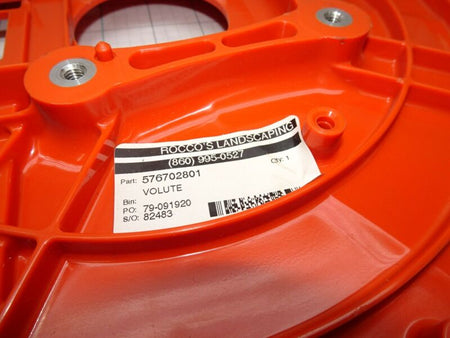 ROCCO'S LANDSCAPING
(860) 995-0527
Part: 576702801 Qty: 1
VOLUTE
Bin:
PO: 79-091920
S/O: 82483